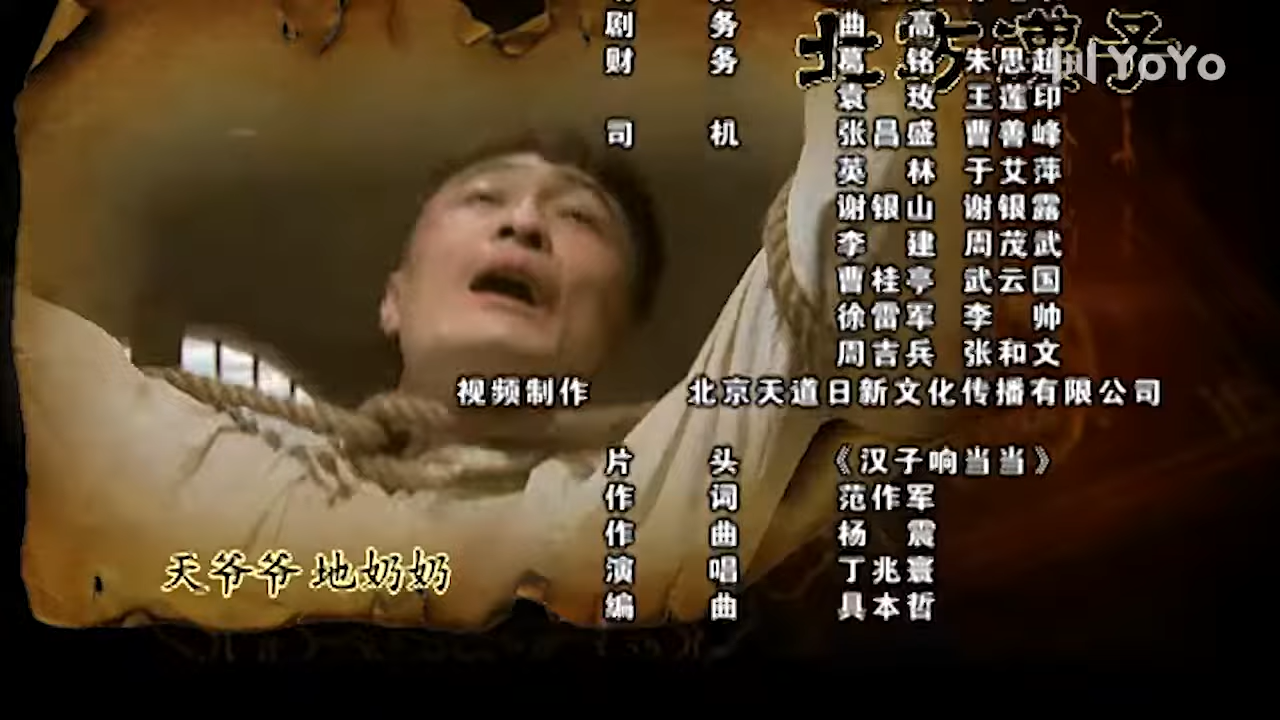 剧 务 曲 高
北方汉子
YoYo
财 务 葛 铭 朱思超
袁 玫 王莲印
司 机 张昌盛 曹善峰
英 林 于艾萍
谢银山 谢银露
李 建 周茂武
曹桂亭 武云国
徐雷军 李 帅
周吉兵 张和文
视频制作 北京天道日新文化传播有限公司
片 头 《汉子响当当》
作 词 范作军
作 曲 杨 震
演 唱 丁兆寰
编 曲 具本哲
天爷爷 地奶奶